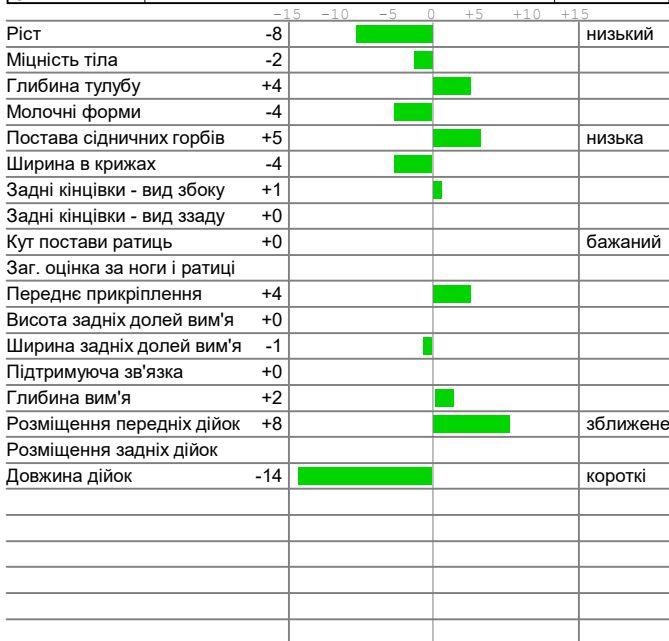 -15 -10 -5 0 +5 +10 +15
Ріст -8 низький
Міцність тіла -2
Глибина тулубу +4
Молочні форми -4
Постава сідничних горбів +5 низька
Ширина в крижах -4
Задні кінцівки - вид збоку +1
Задні кінцівки - вид ззаду +0
Кут постави ратиць +0 бажаний
Заг. оцінка за ноги і ратиці
Переднє прикріплення +4
Висота задніх долей вим'я +0
Ширина задніх долей вим'я -1
Підтримуюча зв'язка +0
Глибина вим'я +2
Розміщення передніх дійок +8 зближене
Розміщення задніх дійок
Довжина дійок -14 короткі